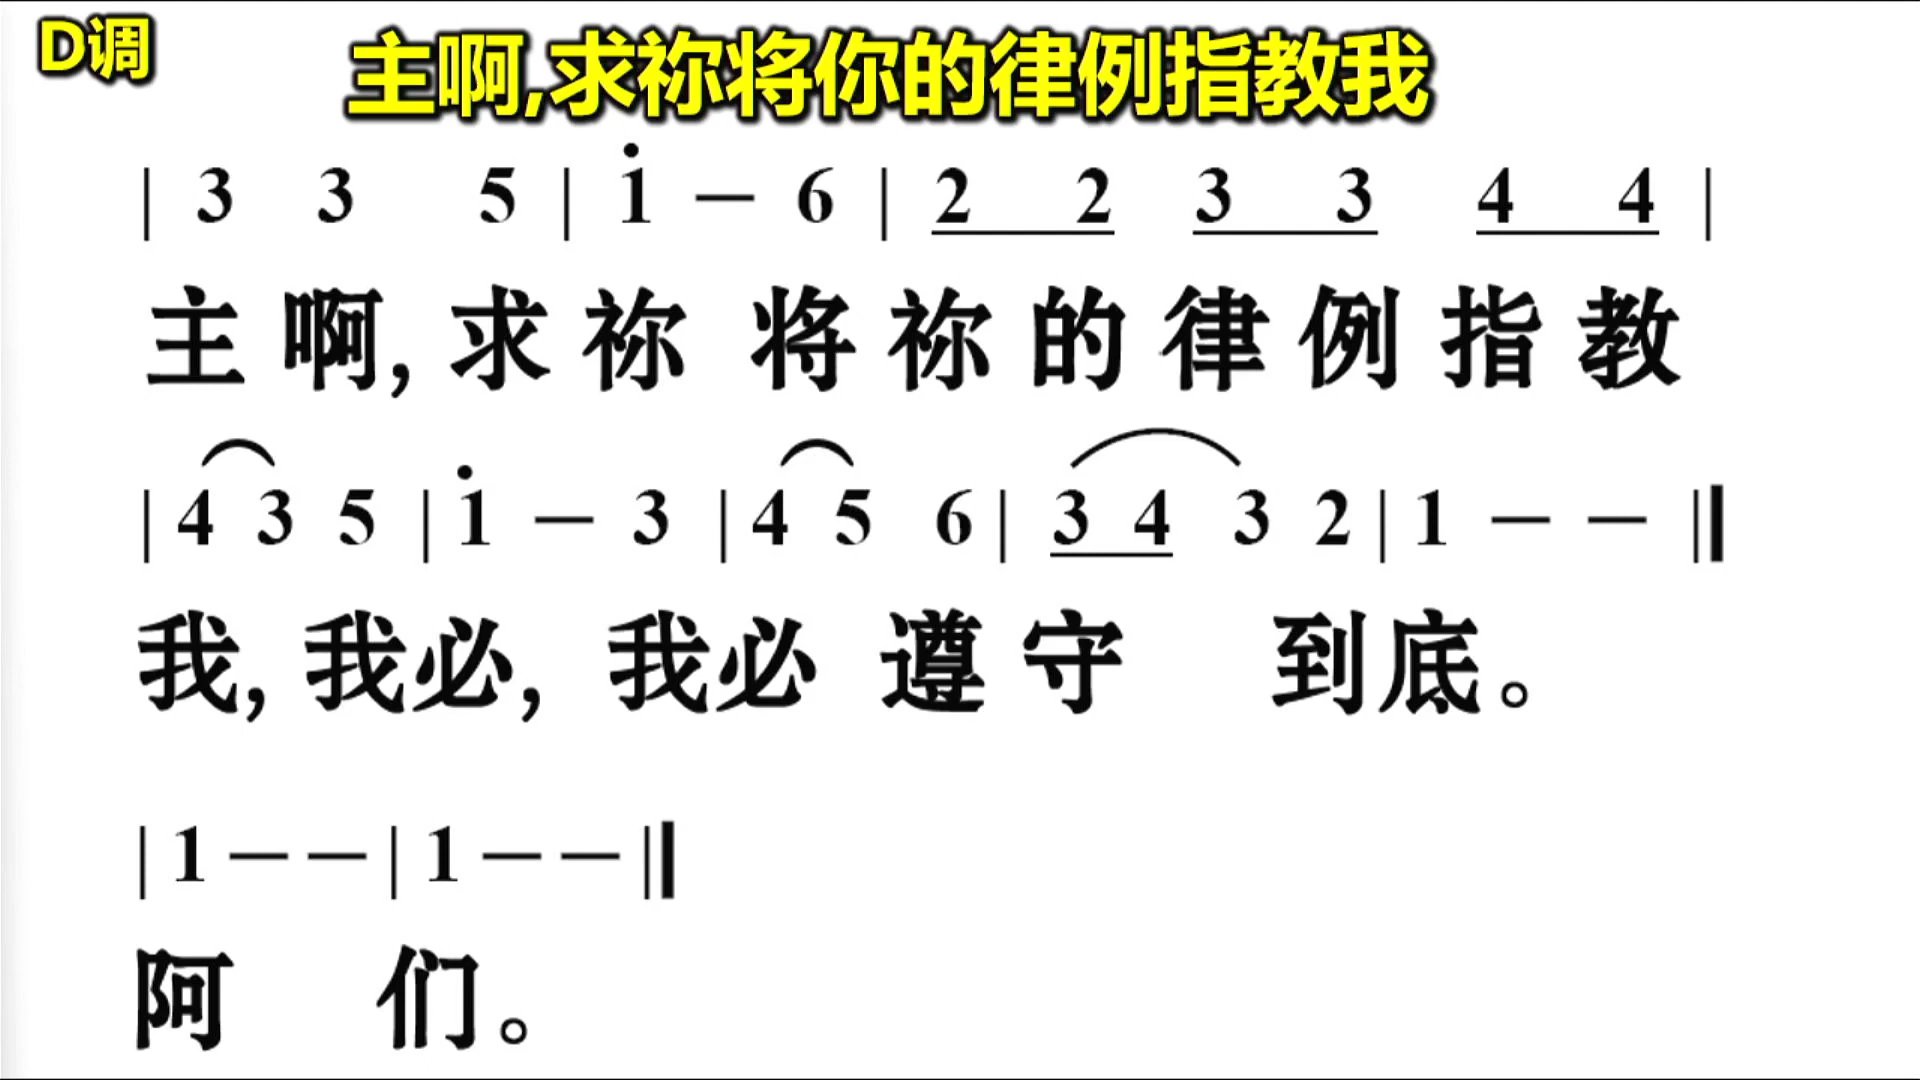 D调
主啊,求祢将你的律例指教我
| 3 3 5 | i̇ – 6 | 2 2 3 3 4 4 |
主啊,求祢将祢的律例指教
| 4 3 5 | i̇ – 3 | 4 5 6 | 3 4 3 2 | 1 – – ‖
我,我必,我必遵守到底。
| 1 – – | 1 – – ‖
阿们。